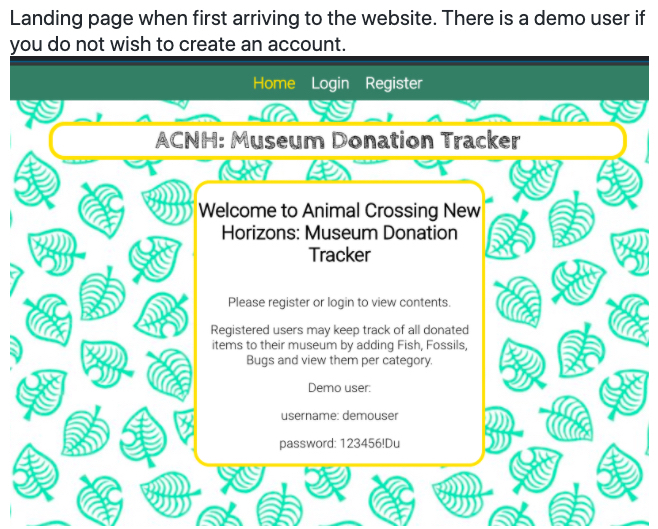 Landing page when first arriving to the website. There is a demo user if
you do not wish to create an account.
Home Login Register
ACNH: Museum Donation Tracker
Welcome to Animal Crossing New
Horizons: Museum Donation
Tracker
Please register or login to view contents.
Registered users may keep track of all donated
items to their museum by adding Fish, Fossils,
Bugs and view them per category.
Demo user:
username: demouser
password: 123456!Du